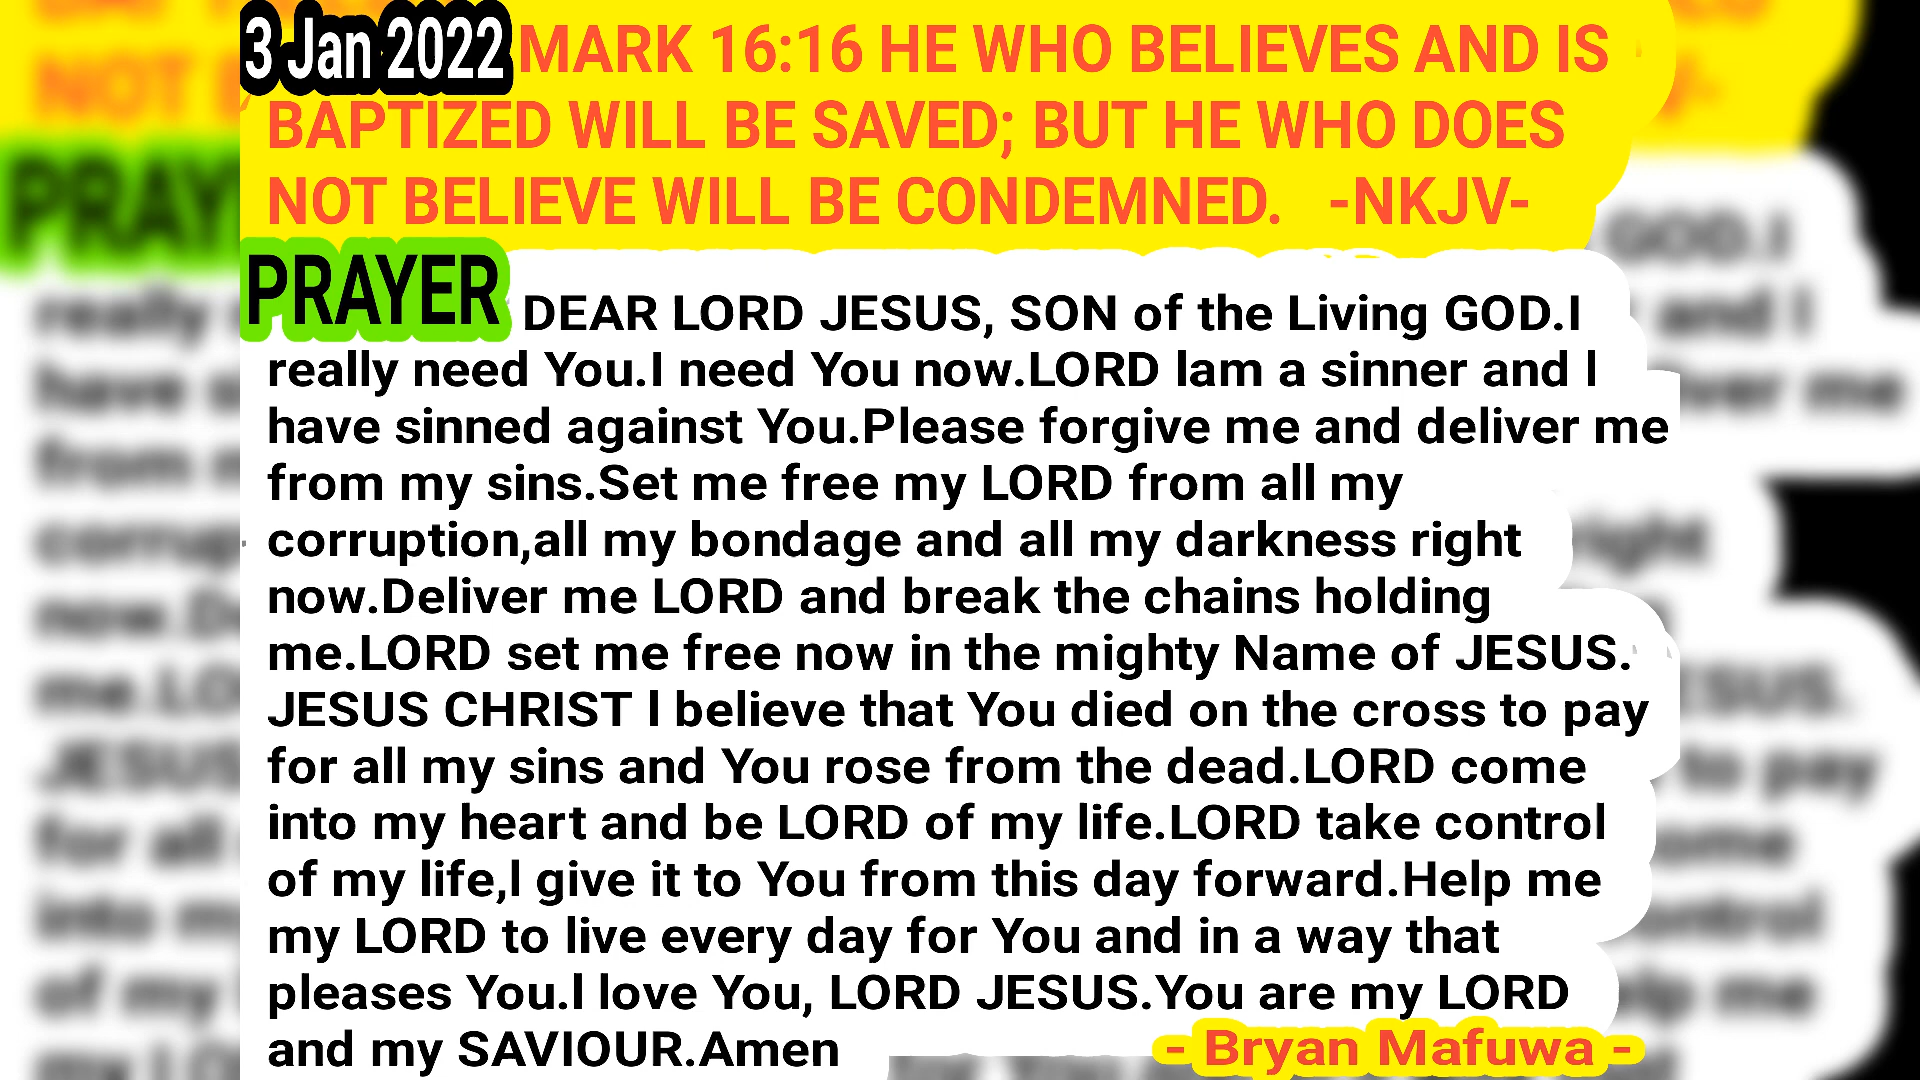 3 Jan 2022 MARK 16:16 HE WHO BELIEVES AND IS
BAPTIZED WILL BE SAVED; BUT HE WHO DOES
NOT BELIEVE WILL BE CONDEMNED. -NKJV-
PRAYER DEAR LORD JESUS, SON of the Living GOD.I
really need You.I need You now.LORD lam a sinner and l
have sinned against You.Please forgive me and deliver me
from my sins.Set me free my LORD from all my
corruption,all my bondage and all my darkness right
now.Deliver me LORD and break the chains holding
me.LORD set me free now in the mighty Name of JESUS.
JESUS CHRIST l believe that You died on the cross to pay
for all my sins and You rose from the dead.LORD come
into my heart and be LORD of my life.LORD take control
of my life,l give it to You from this day forward.Help me
my LORD to live every day for You and in a way that
pleases You.l love You, LORD JESUS.You are my LORD
and my SAVIOUR.Amen
- Bryan Mafuwa -